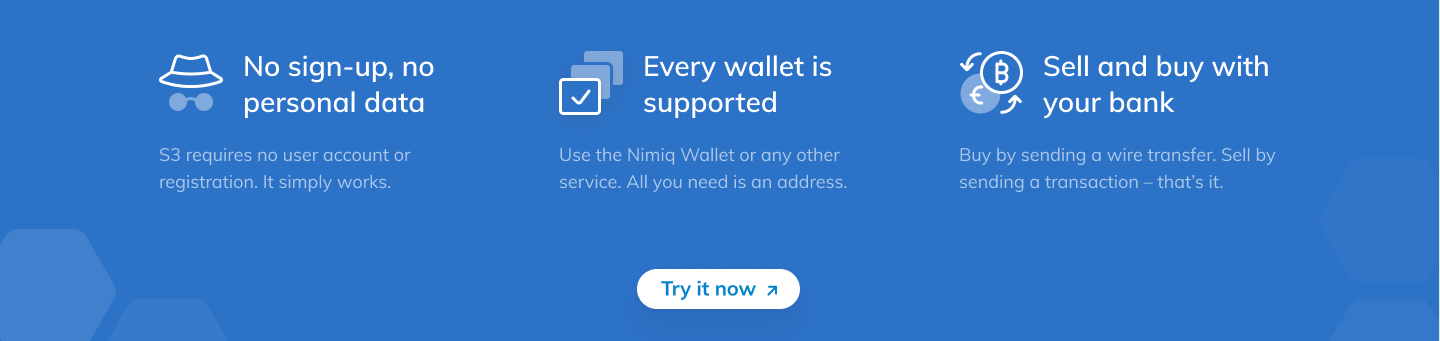 No sign-up, no
personal data
S3 requires no user account or
registration. It simply works.
Every wallet is
supported
Use the Nimiq Wallet or any other
service. All you need is an address.
Sell and buy with
your bank
Buy by sending a wire transfer. Sell by
sending a transaction – that’s it.
Try it now